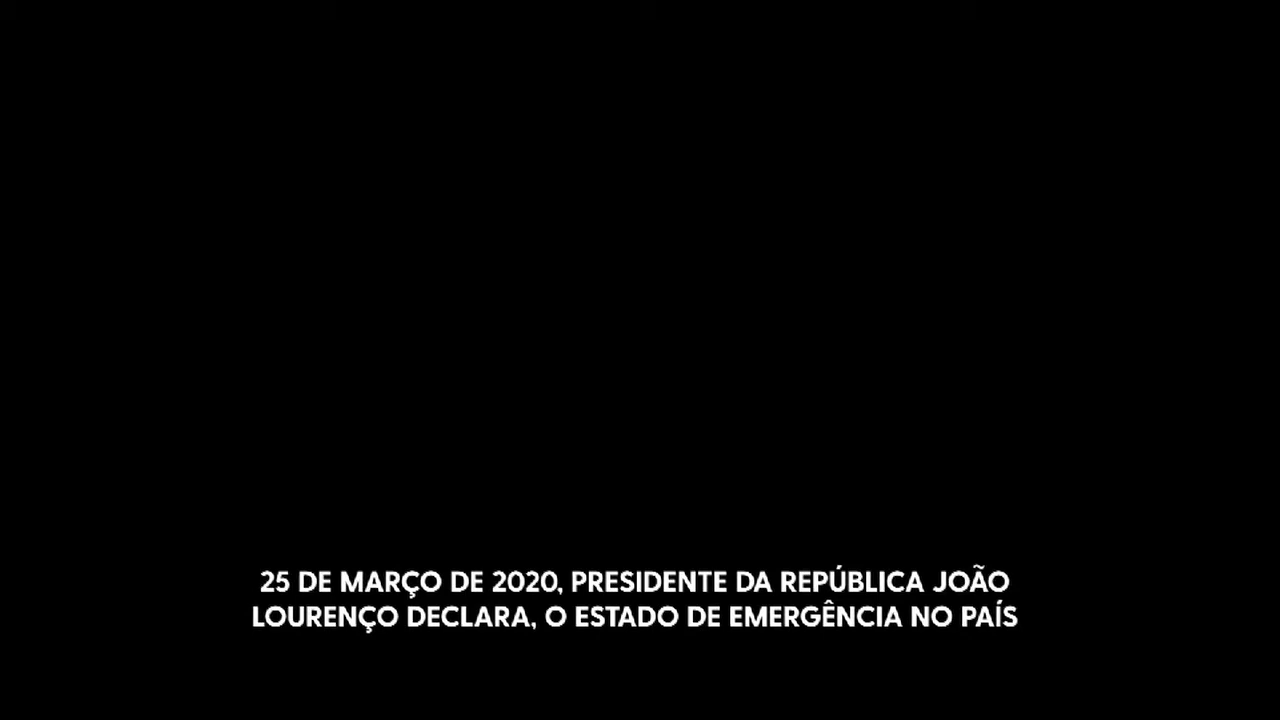 25 DE MARÇO DE 2020, PRESIDENTE DA REPÚBLICA JOÃO
LOURENÇO DECLARA, O ESTADO DE EMERGÊNCIA NO PAÍS